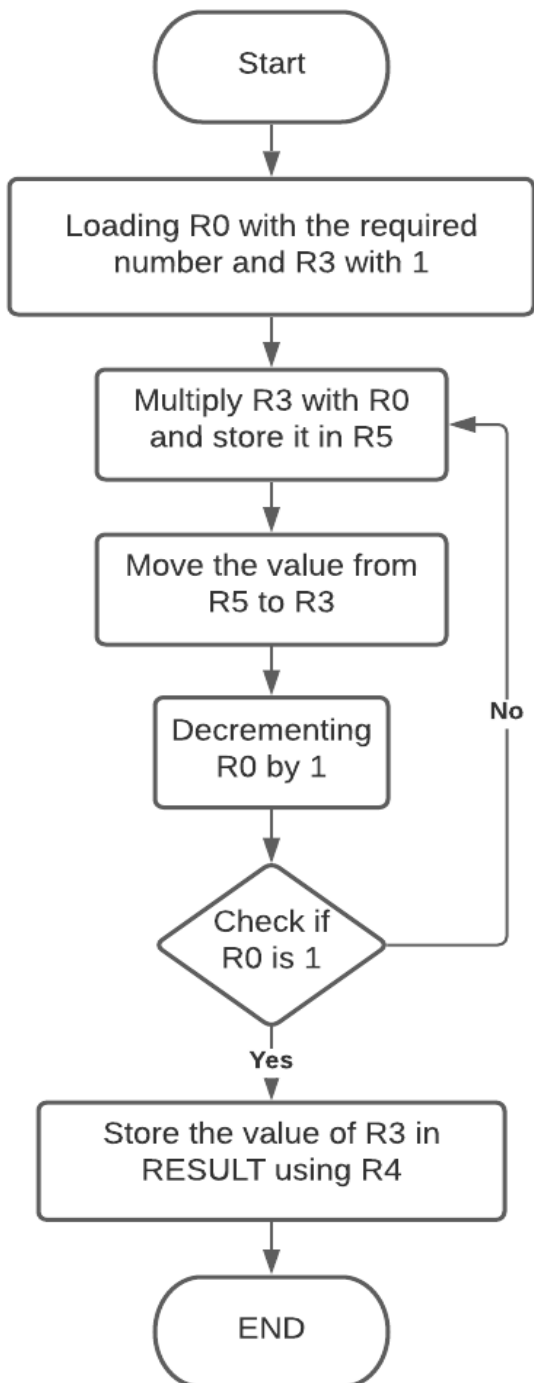 Start
Loading R0 with the required
number and R3 with 1
Multiply R3 with R0
and store it in R5
Move the value from
R5 to R3
Decrementing
R0 by 1
No
Check if
R0 is 1
Yes
Store the value of R3 in
RESULT using R4
END